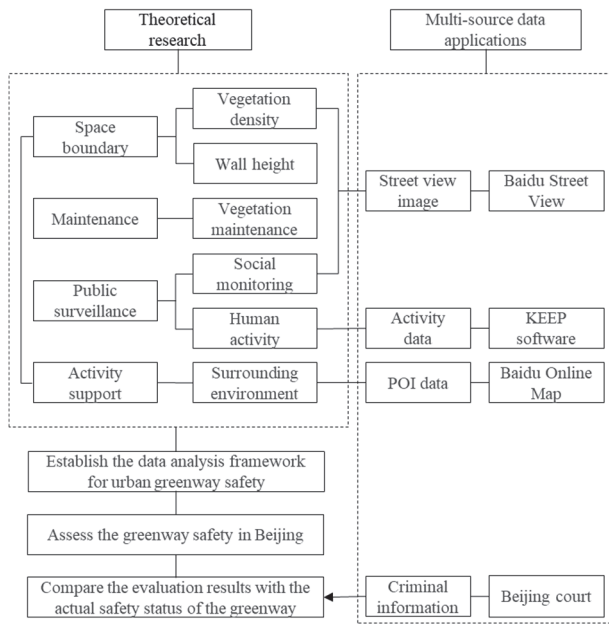 Theoretical
research
Multi-source data
applications
Space
boundary
Vegetation
density
Wall height
Street view
image
Baidu Street
View
Maintenance
Vegetation
maintenance
Public
surveillance
Social
monitoring
Human
activity
Activity
data
KEEP
software
Activity
support
Surrounding
environment
POI data
Baidu Online
Map
Establish the data analysis framework
for urban greenway safety
Assess the greenway safety in Beijing
Compare the evaluation results with the
actual safety status of the greenway
Criminal
information
Beijing court